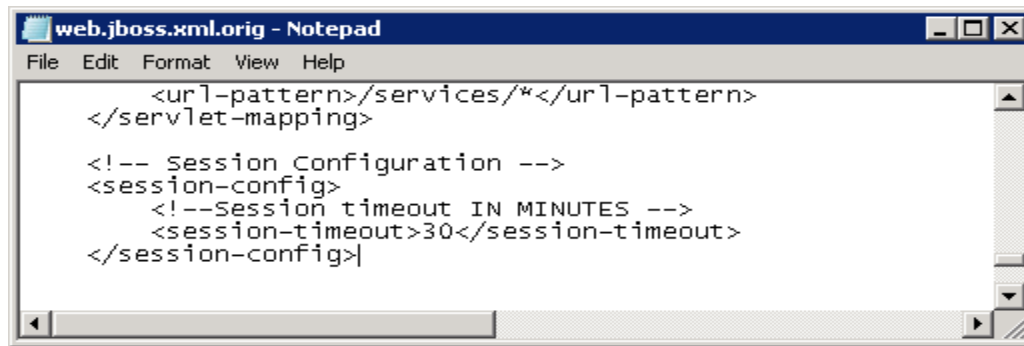 web.jboss.xml.orig - Notepad
File Edit Format View Help
<url-pattern>/services/*</url-pattern>
</servlet-mapping>
<!-- Session Configuration -->
<session-config>
<!--Session timeout IN MINUTES -->
<session-timeout>30</session-timeout>
</session-config>